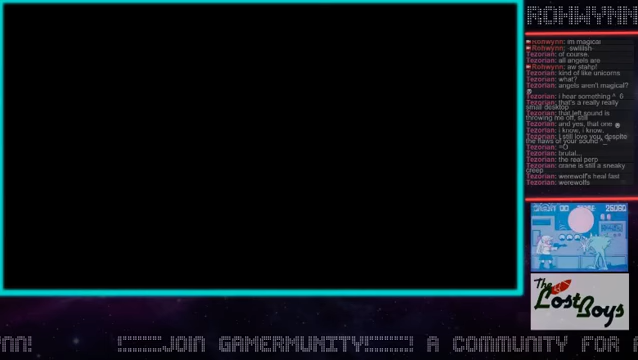 ROHWYNN
Rohwynn: im magical
Rohwynn: -swiiish-
Tezorian: of course.
Tezorian: all angels are
Rohwynn: aw stahp!
Tezorian: kind of like unicorns
Tezorian: what?
Tezorian: angels aren't magical?
Tezorian: i hear something ^ 6
Tezorian: that's a really really
small desktop
Tezorian: that left sound is
throwing me off, still
Tezorian: and yes, that one
Tezorian: i know, i know,
Tezorian: I still love you, despite
the flaws of your sound ^_^
Tezorian: ^O
Tezorian: brutal...
Tezorian: the real perp
Tezorian: crane is still a sneaky
creep
Tezorian: werewolf's heal fast
Tezorian: werewolfs
The
Lost
Boys
NN! JOIN GAMERMUNITY! A COMMUNITY FOR